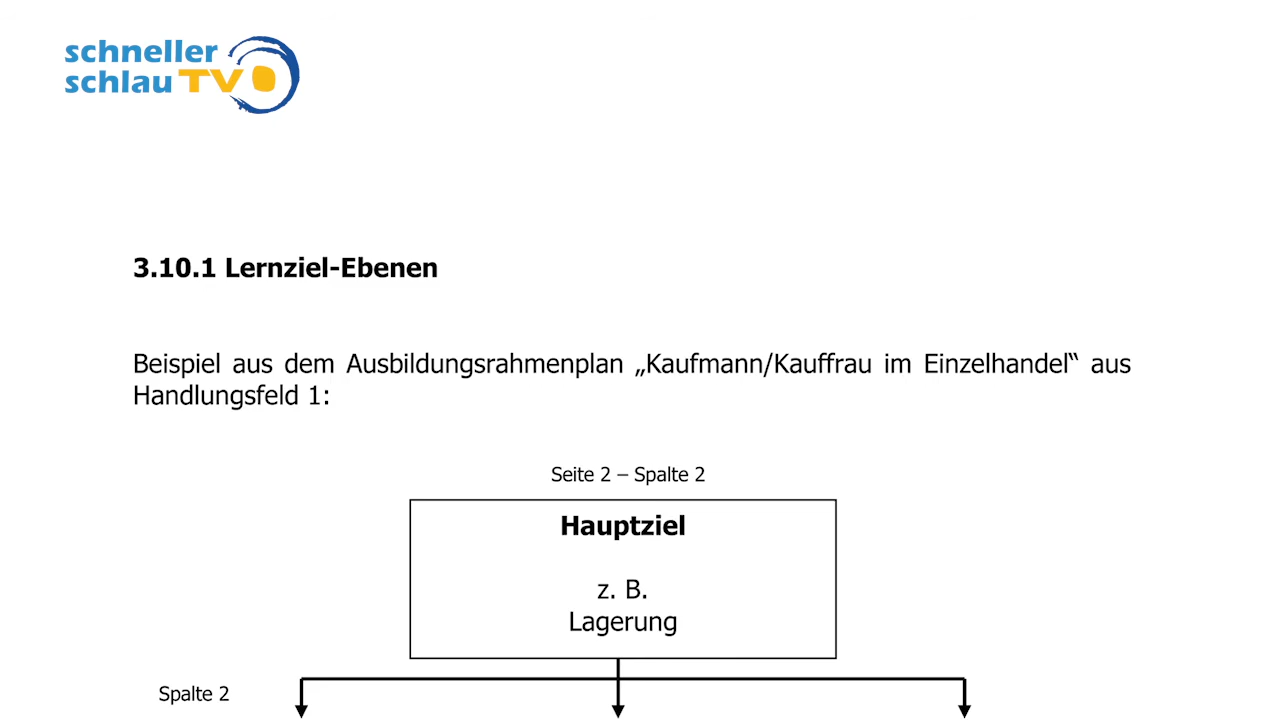 schneller
schlau TV
3.10.1 Lernziel-Ebenen
Beispiel aus dem Ausbildungsrahmenplan „Kaufmann/Kauffrau im Einzelhandel“ aus
Handlungsfeld 1:
Seite 2 – Spalte 2
Hauptziel
z. B.
Lagerung
Spalte 2